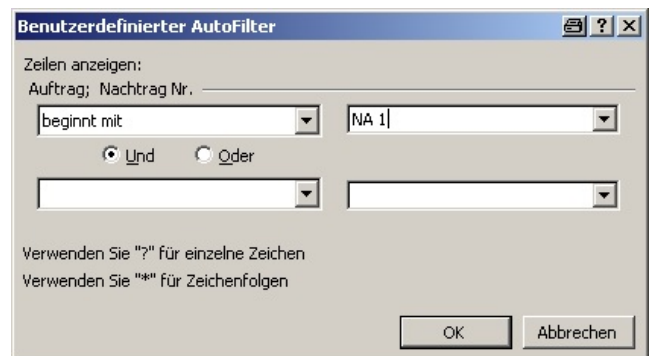 Benutzerdefinierter AutoFilter
Zeilen anzeigen:
Auftrag; Nachtrag Nr.
beginnt mit NA 1
Und Oder
Verwenden Sie "?" für einzelne Zeichen
Verwenden Sie "*" für Zeichenfolgen
OK Abbrechen